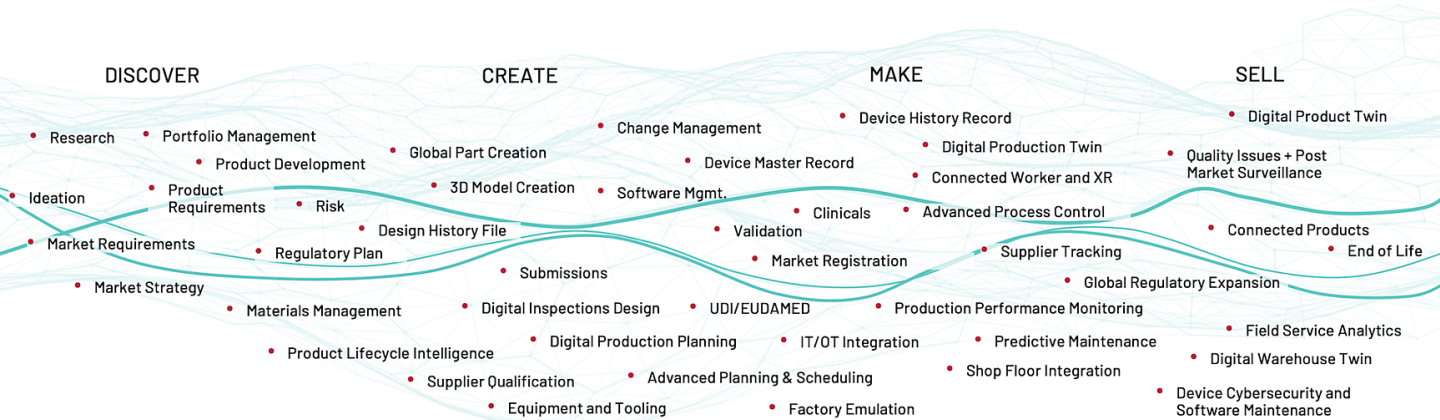 DISCOVER
CREATE
MAKE
SELL
Research
Portfolio Management
Product Development
Ideation
Product
Requirements
Risk
Market Requirements
Regulatory Plan
Market Strategy
Materials Management
Product Lifecycle Intelligence
Global Part Creation
3D Model Creation
Design History File
Change Management
Device Master Record
Software Mgmt.
Clinicals
Validation
Market Registration
Submissions
Digital Inspections Design
UDI/EUDAMED
Digital Production Planning
IT/OT Integration
Supplier Qualification
Advanced Planning & Scheduling
Equipment and Tooling
Factory Emulation
Device History Record
Digital Production Twin
Connected Worker and XR
Advanced Process Control
Supplier Tracking
Global Regulatory Expansion
Production Performance Monitoring
Predictive Maintenance
Shop Floor Integration
Digital Product Twin
Quality Issues + Post
Market Surveillance
Connected Products
End of Life
Field Service Analytics
Digital Warehouse Twin
Device Cybersecurity and
Software Maintenance